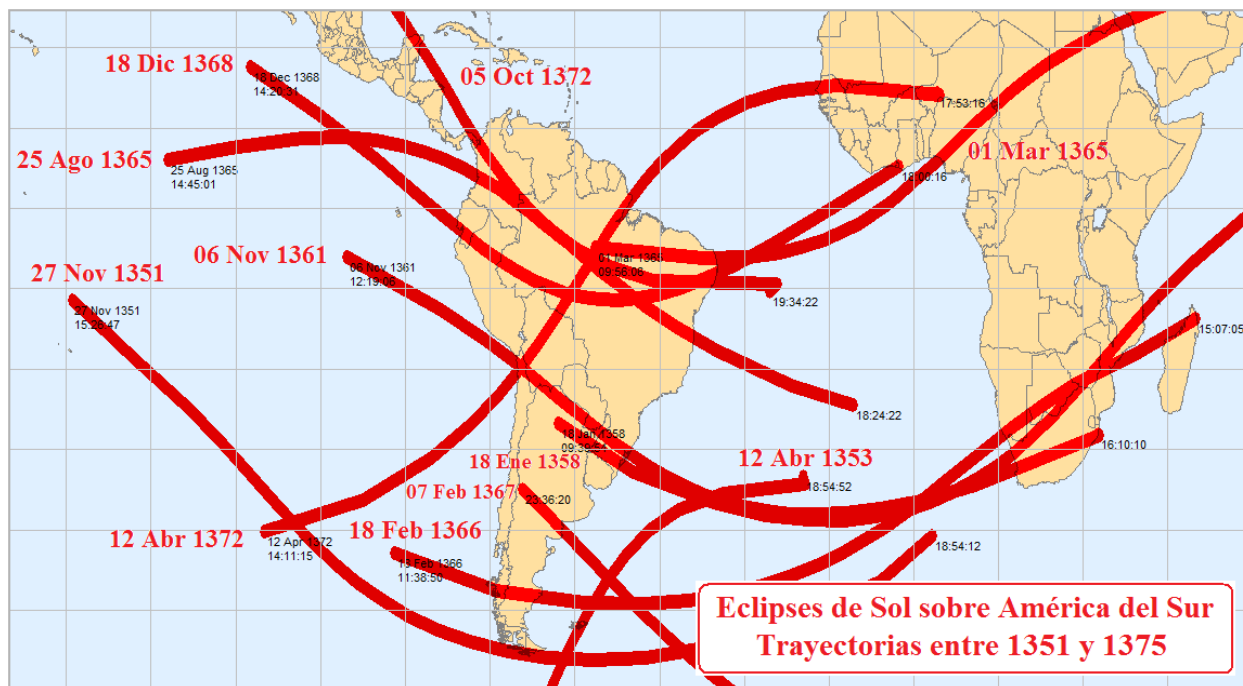 18 Dic 1368
18 Dec 1368
14:20:31
05 Oct 1372
17:53:16
25 Ago 1365
25 Aug 1365
14:45:01
01 Mar 1365
18:00:16
06 Nov 1361
06 Nov 1361
12:19:06
01 Mar 1365
09:56:06
27 Nov 1351
27 Nov 1351
15:26:47
19:34:22
15:07:05
18:24:22
18 Jan 1358
16:10:10
18 Ene 1358
12 Abr 1353
18:54:52
07 Feb 1367
23:36:20
12 Abr 1372
12 Apr 1372
14:11:15
18 Feb 1366
18 Feb 1366
11:38:50
18:54:12
Eclipses de Sol sobre América del Sur
Trayectorias entre 1351 y 1375